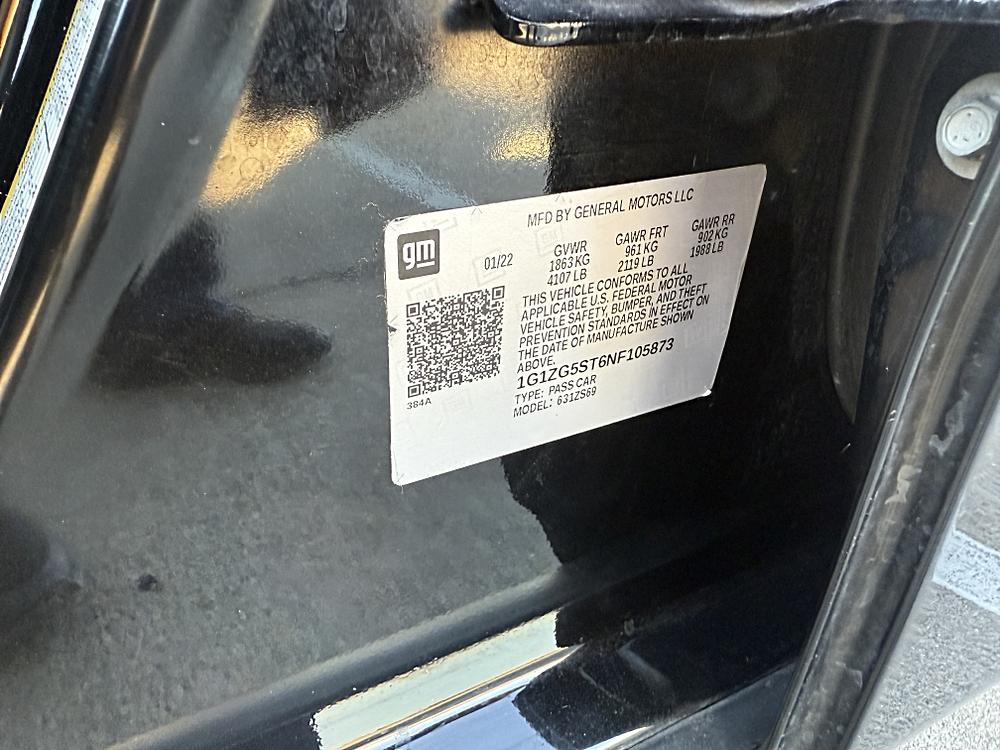 MFD BY GENERAL MOTORS LLC
gm
01/22
GVWR GAWR FRT GAWR RR
1863 KG 961 KG 902 KG
4107 LB 2119 LB 1988 LB
THIS VEHICLE CONFORMS TO ALL
APPLICABLE U.S. FEDERAL MOTOR
VEHICLE SAFETY, BUMPER, AND THEFT
PREVENTION STANDARDS IN EFFECT ON
THE DATE OF MANUFACTURE SHOWN
ABOVE.
1G1ZG5ST6NF105873
TYPE: PASS CAR
MODEL: 631ZS69
384A